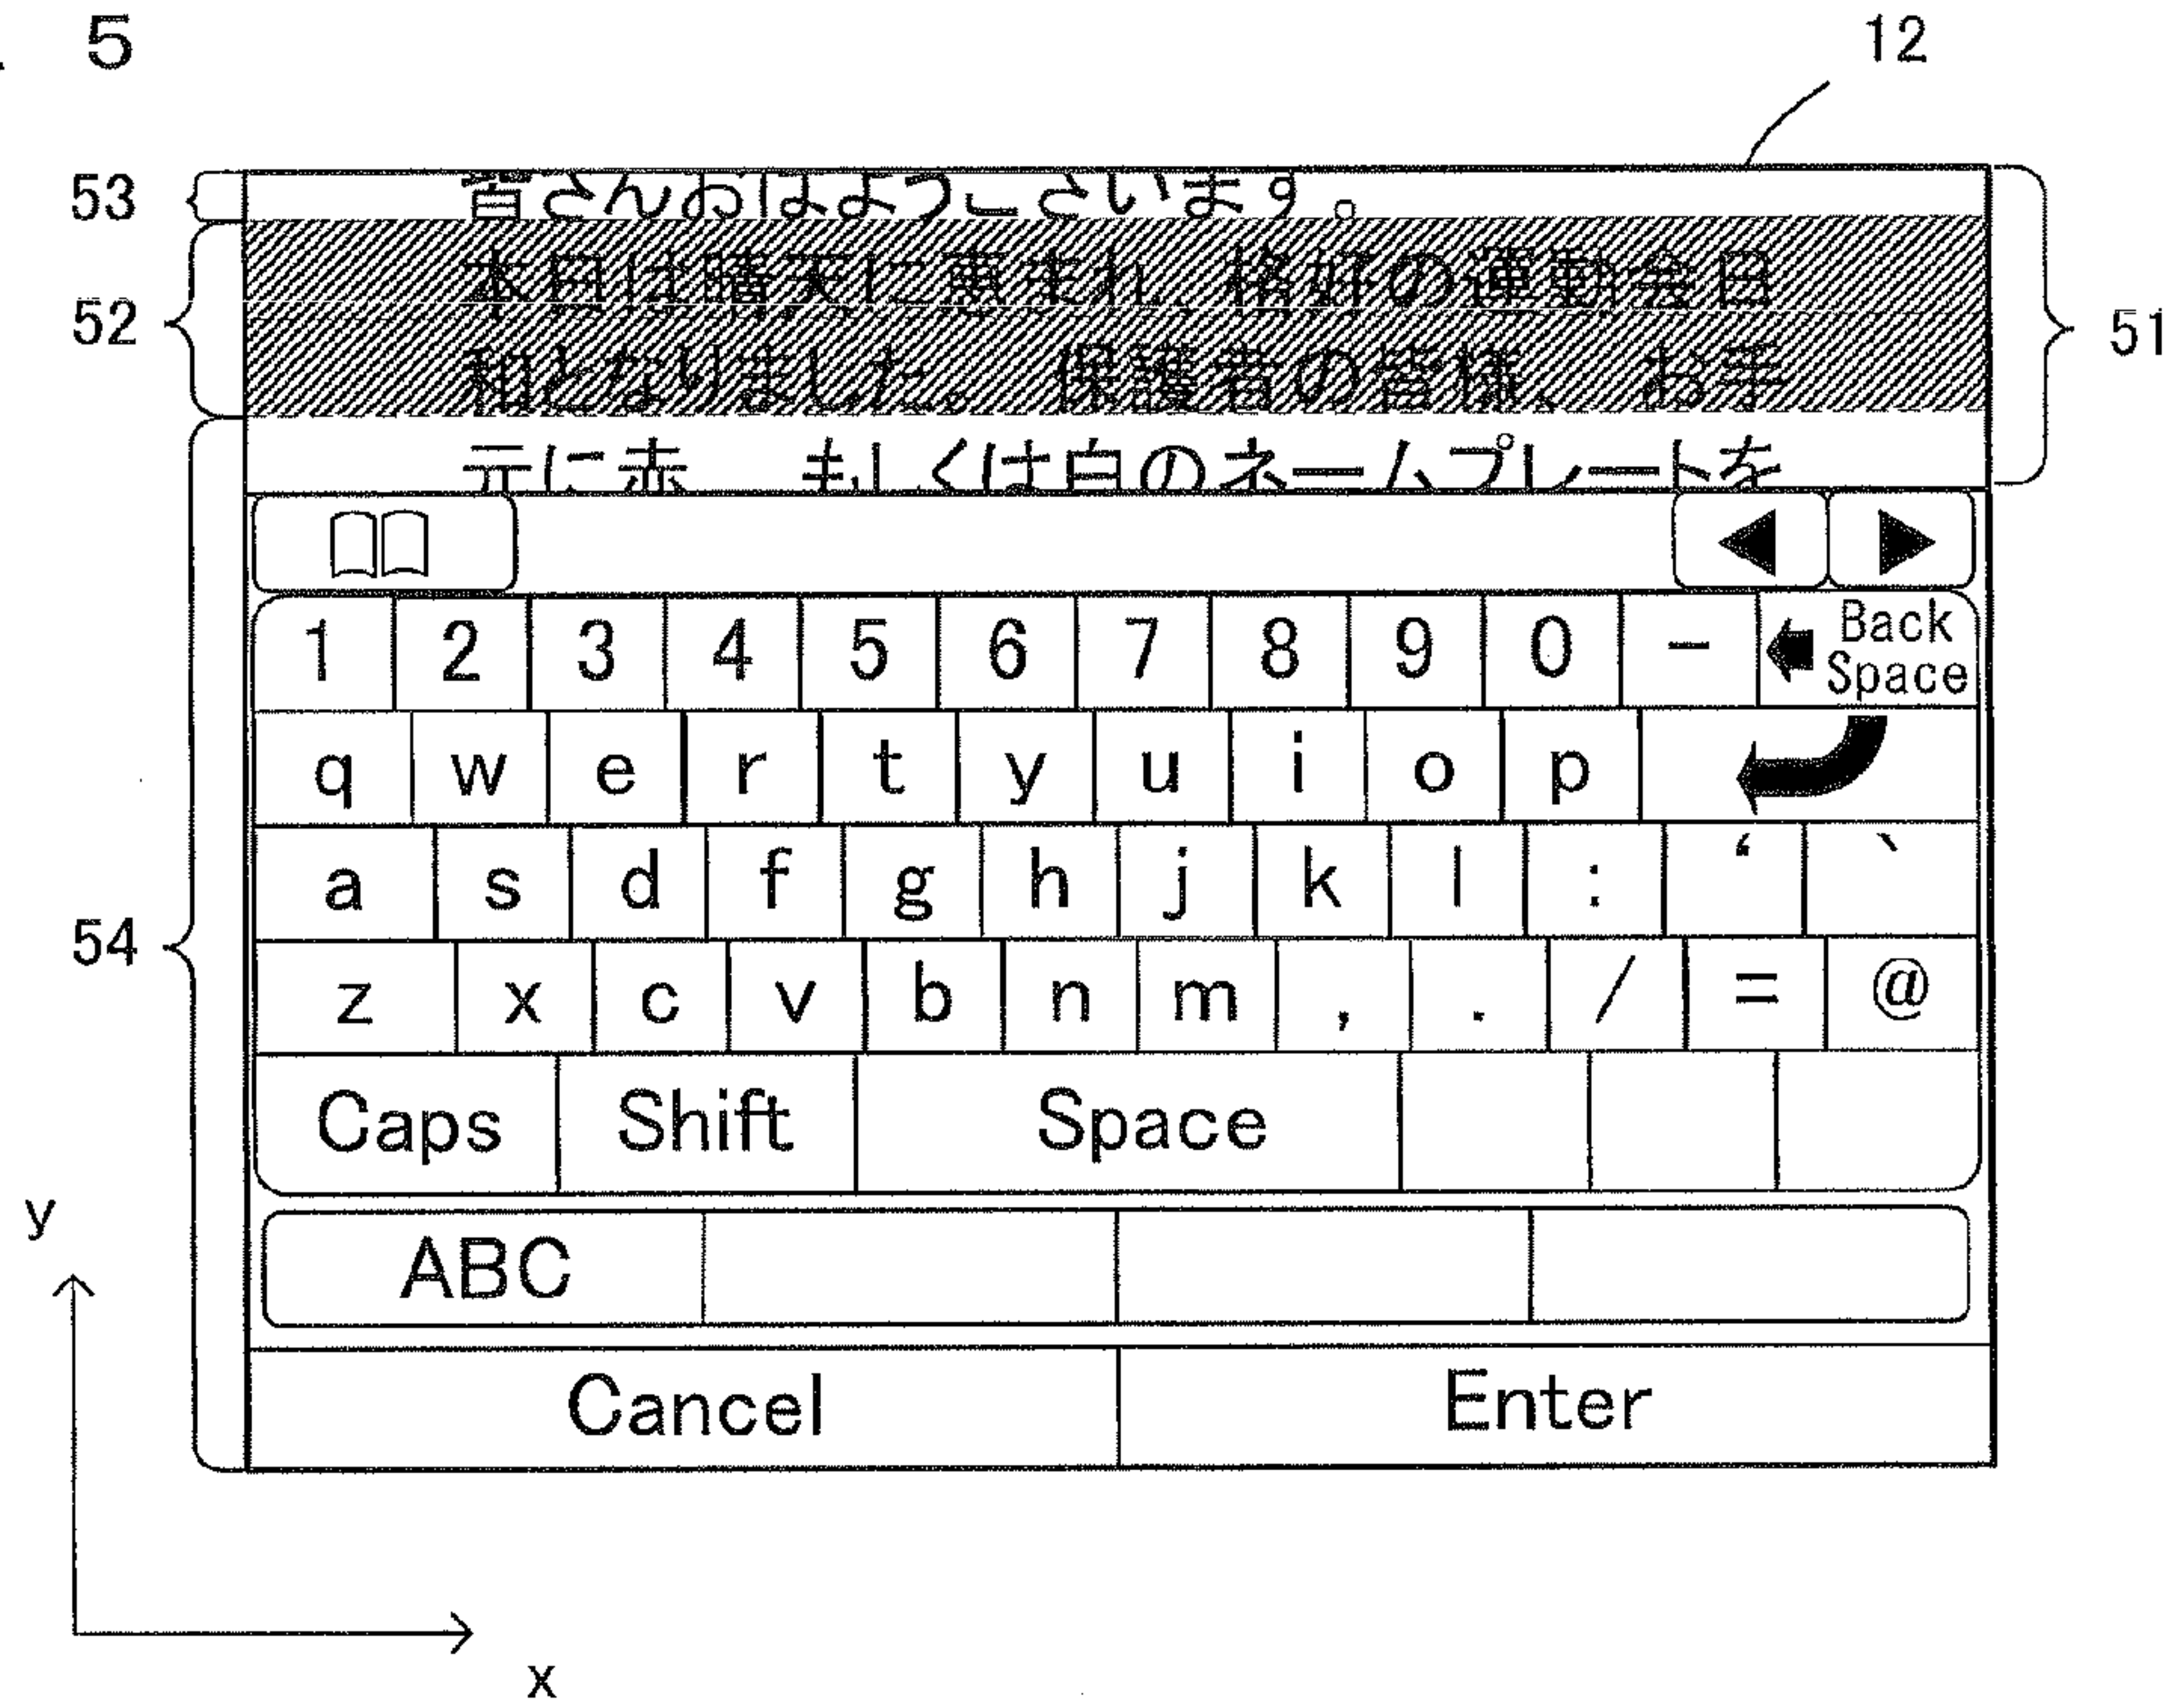 5
12
53
皆さんおはようございます。
52
本日は晴天に恵まれ、格好の運動会日
51
和となりました。保護者の皆様、お手
元に赤、もしくは白のネームプレートを
1 2 3 4 5 6 7 8 9 0 - Back Space
q w e r t y u i o p
a s d f g h j k l : ‘ `
54
z x c v b n m , . / = @
Caps Shift Space
y
ABC
Cancel Enter
x